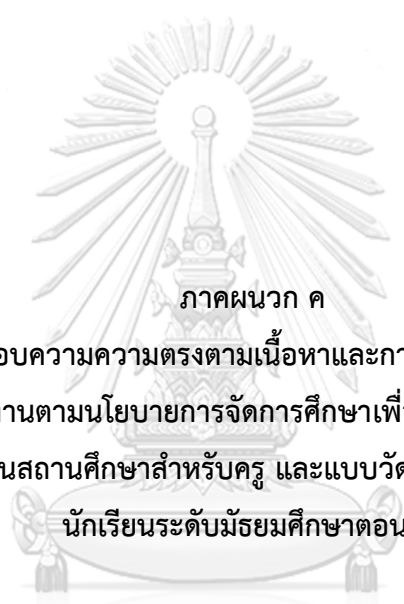 ภาคผนวก ค
อบความความตรงตามเนื้อหาและกา
านตามนโยบายการจัดการศึกษาเพื่
นสถานศึกษาสำหรับครู และแบบวัด
นักเรียนระดับมัธยมศึกษาตอน